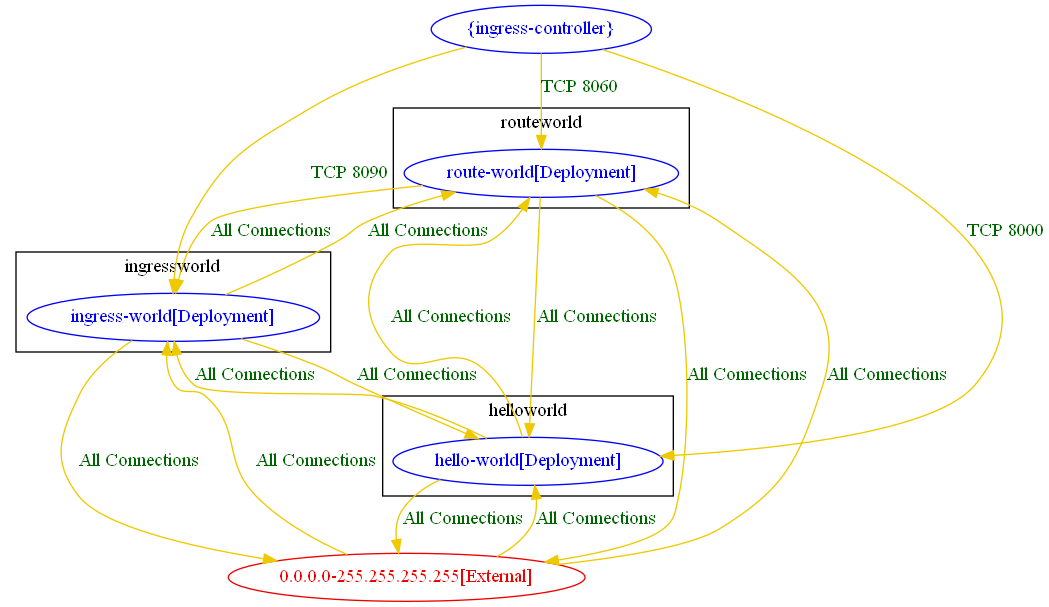 {ingress-controller}
TCP 8060
routeworld
route-world[Deployment]
TCP 8090
All Connections
All Connections
TCP 8000
ingressworld
ingress-world[Deployment]
All Connections
All Connections
All Connections
All Connections
All Connections
All Connections
helloworld
hello-world[Deployment]
All Connections
All Connections
All Connections
All Connections
0.0.0.0-255.255.255.255[External]